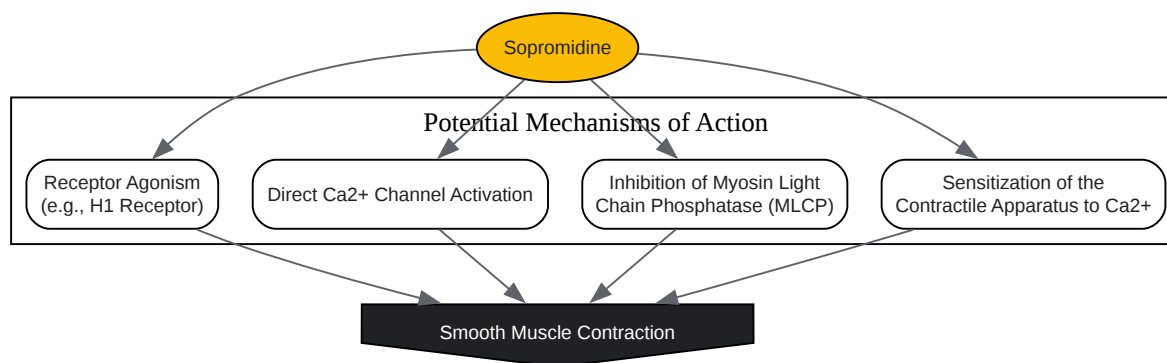 Sopromidine
Potential Mechanisms of Action
Receptor Agonism
(e.g., H1 Receptor)
Direct Ca2+ Channel Activation
Inhibition of Myosin Light
Chain Phosphatase (MLCP)
Sensitization of the
Contractile Apparatus to Ca2+
Smooth Muscle Contraction